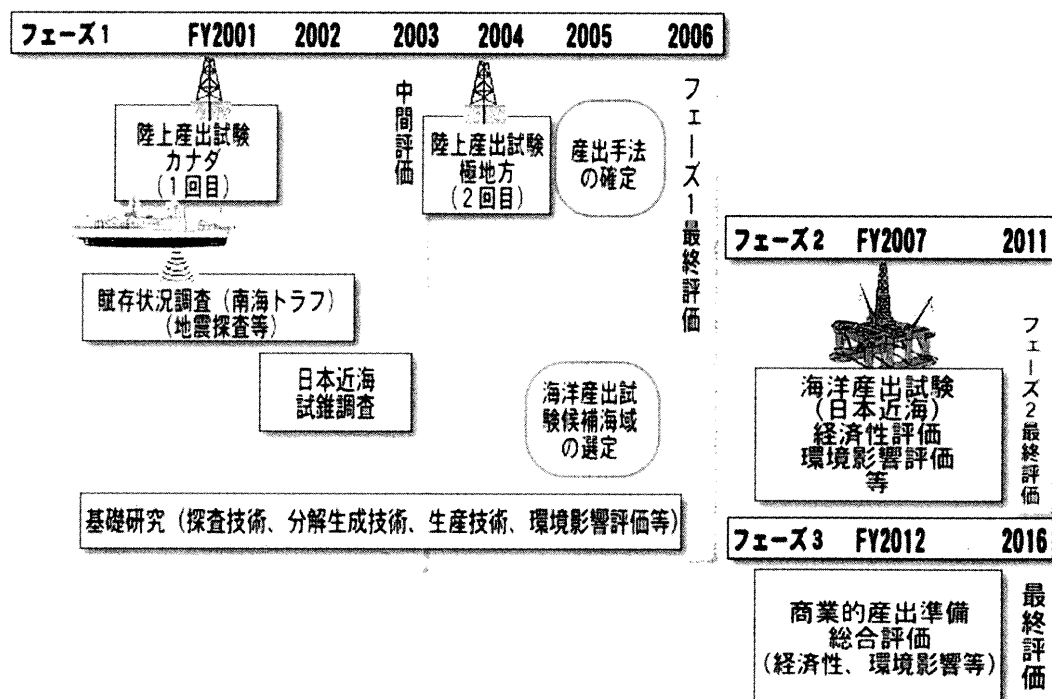 フェーズ1 FY2001 2002 2003 2004 2005 2006
陸上産出試験
カナダ
(1回目)
中間評価
陸上産出試験
極地方
(2回目)
産出手法
の確定
フェーズ1最終評価
賦存状況調査(南海トラフ)
(地震探査等)
日本近海
試錐調査
海洋産出試
験候補海域
の選定
基礎研究(探査技術、分解生成技術、生産技術、環境影響評価等)
フェーズ2 FY2007 2011
海洋産出試験
(日本近海)
経済性評価
環境影響評価
等
フェーズ2最終評価
フェーズ3 FY2012 2016
商業的産出準備
総合評価
(経済性、環境影響等)
最終評価